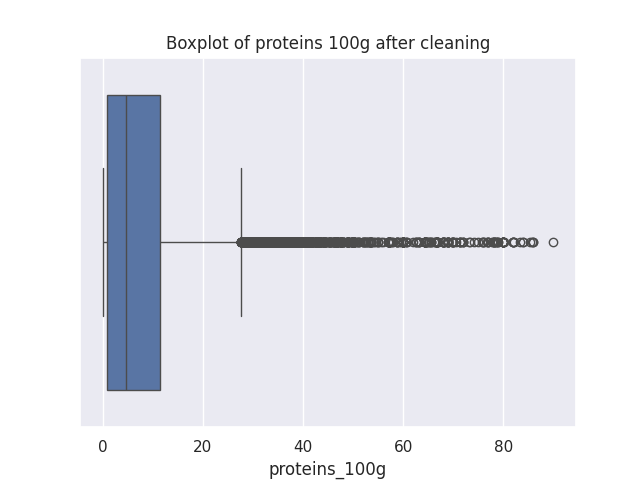 Boxplot of proteins 100g after cleaning
0 20 40 60 80
proteins_100g